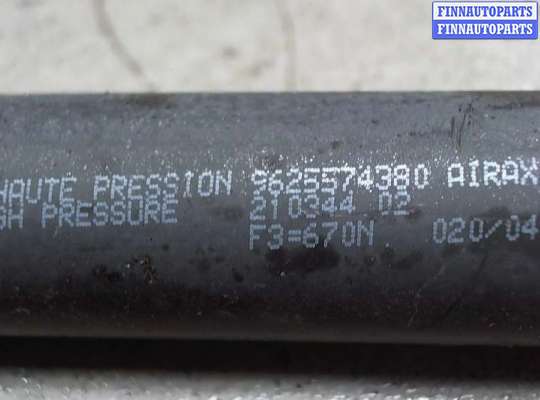 FINNAUTOPARTS
FINNAUTOPARTS
HAUTE PRESSION 9625574380 AIRAX
GH PRESSURE 210344 02
F3=670N 020/04